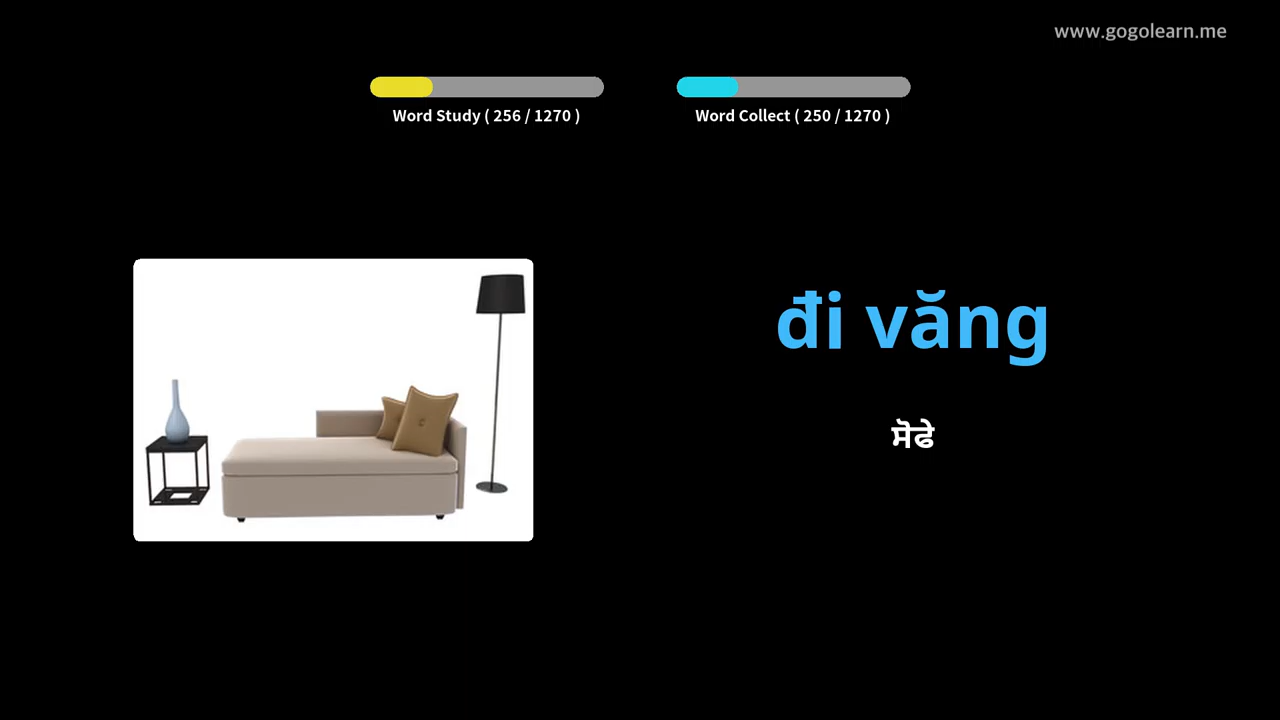 www.gogolearn.me
Word Study ( 256 / 1270 )
Word Collect ( 250 / 1270 )
đi văng
ਸੋਫੇ